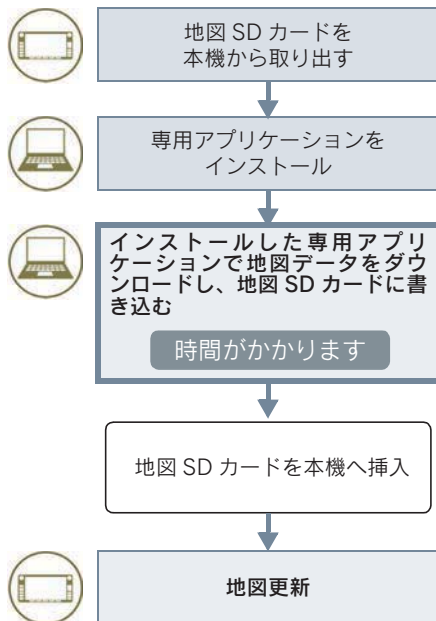 地図 SD カードを
本機から取り出す
専用アプリケーションを
インストール
インストールした専用アプリ
ケーションで地図データをダウ
ンロードし、地図 SD カードに書
き込む
時間がかかります
地図 SD カードを本機へ挿入
地図更新